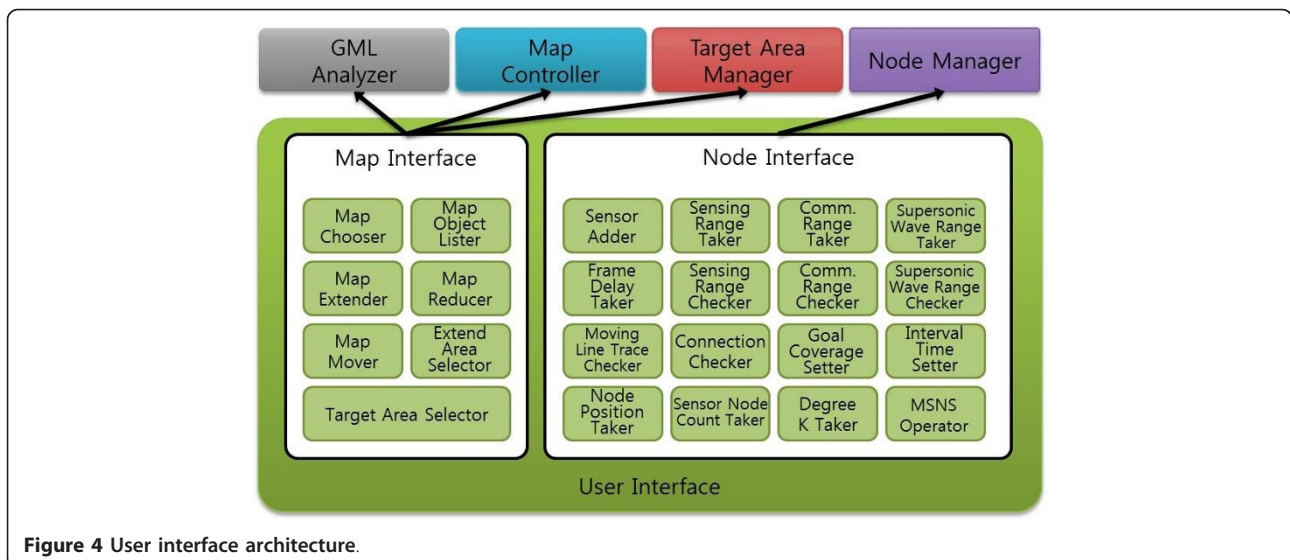 GML
Analyzer
Map
Controller
Target Area
Manager
Node Manager
Map Interface
Map
Chooser
Map
Object
Lister
Map
Extender
Map
Reducer
Map
Mover
Extend
Area
Selector
Target Area Selector
Node Interface
Sensor
Adder
Sensing
Range
Taker
Comm.
Range
Taker
Supersonic
Wave Range
Taker
Frame
Delay
Taker
Sensing
Range
Checker
Comm.
Range
Checker
Supersonic
Wave Range
Checker
Moving
Line Trace
Checker
Connection
Checker
Goal
Coverage
Setter
Interval
Time
Setter
Node
Position
Taker
Sensor Node
Count Taker
Degree
K Taker
MSNS
Operator
User Interface
Figure 4 User interface architecture.